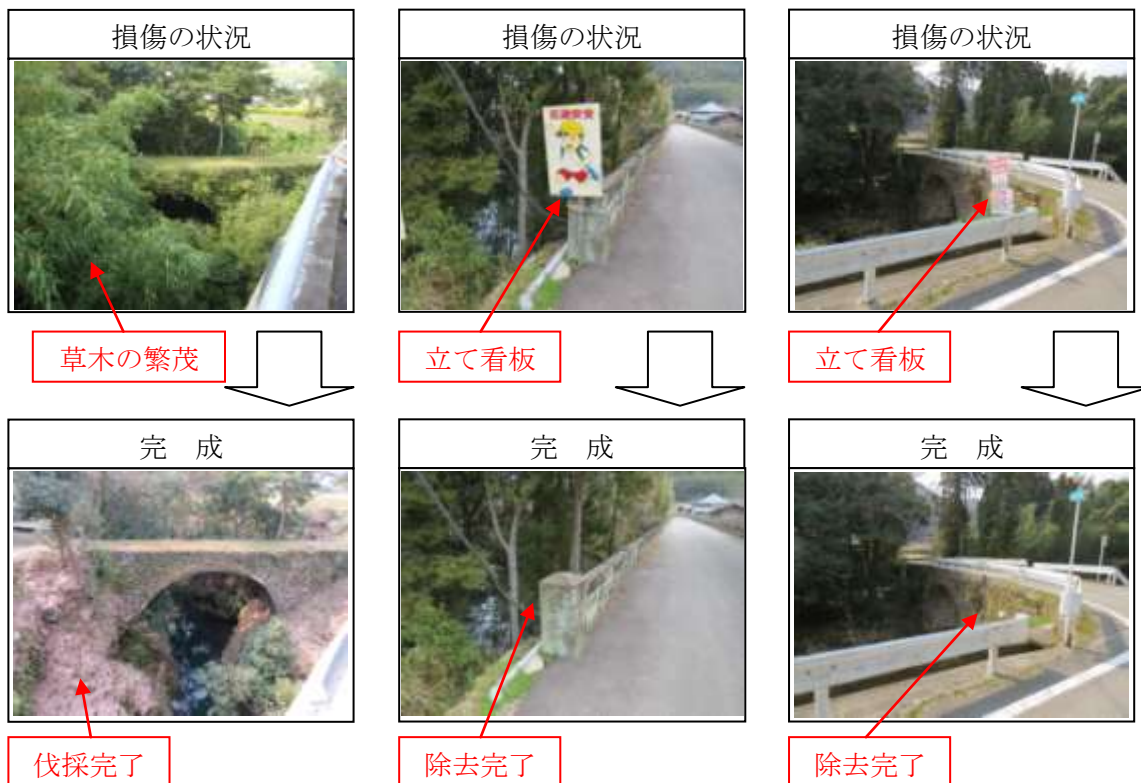 損傷の状況
損傷の状況
損傷の状況
草木の繁茂
立て看板
立て看板
完 成
完 成
完 成
伐採完了
除去完了
除去完了